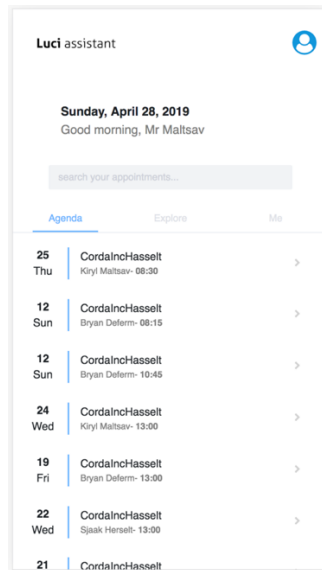 Luci assistant
Sunday, April 28, 2019
Good morning, Mr Maltsav
search your appointments...
Agenda Explore Me
25 CordaIncHasselt
Thu Kiryl Maltsav- 08:30
12 CordaIncHasselt
Sun Bryan Deferm- 08:15
12 CordaIncHasselt
Sun Bryan Deferm- 10:45
24 CordaIncHasselt
Wed Kiryl Maltsav- 13:00
19 CordaIncHasselt
Fri Bryan Deferm- 13:00
22 CordaIncHasselt
Wed Sjaak Herselt- 13:00
21 CordaIncHasselt